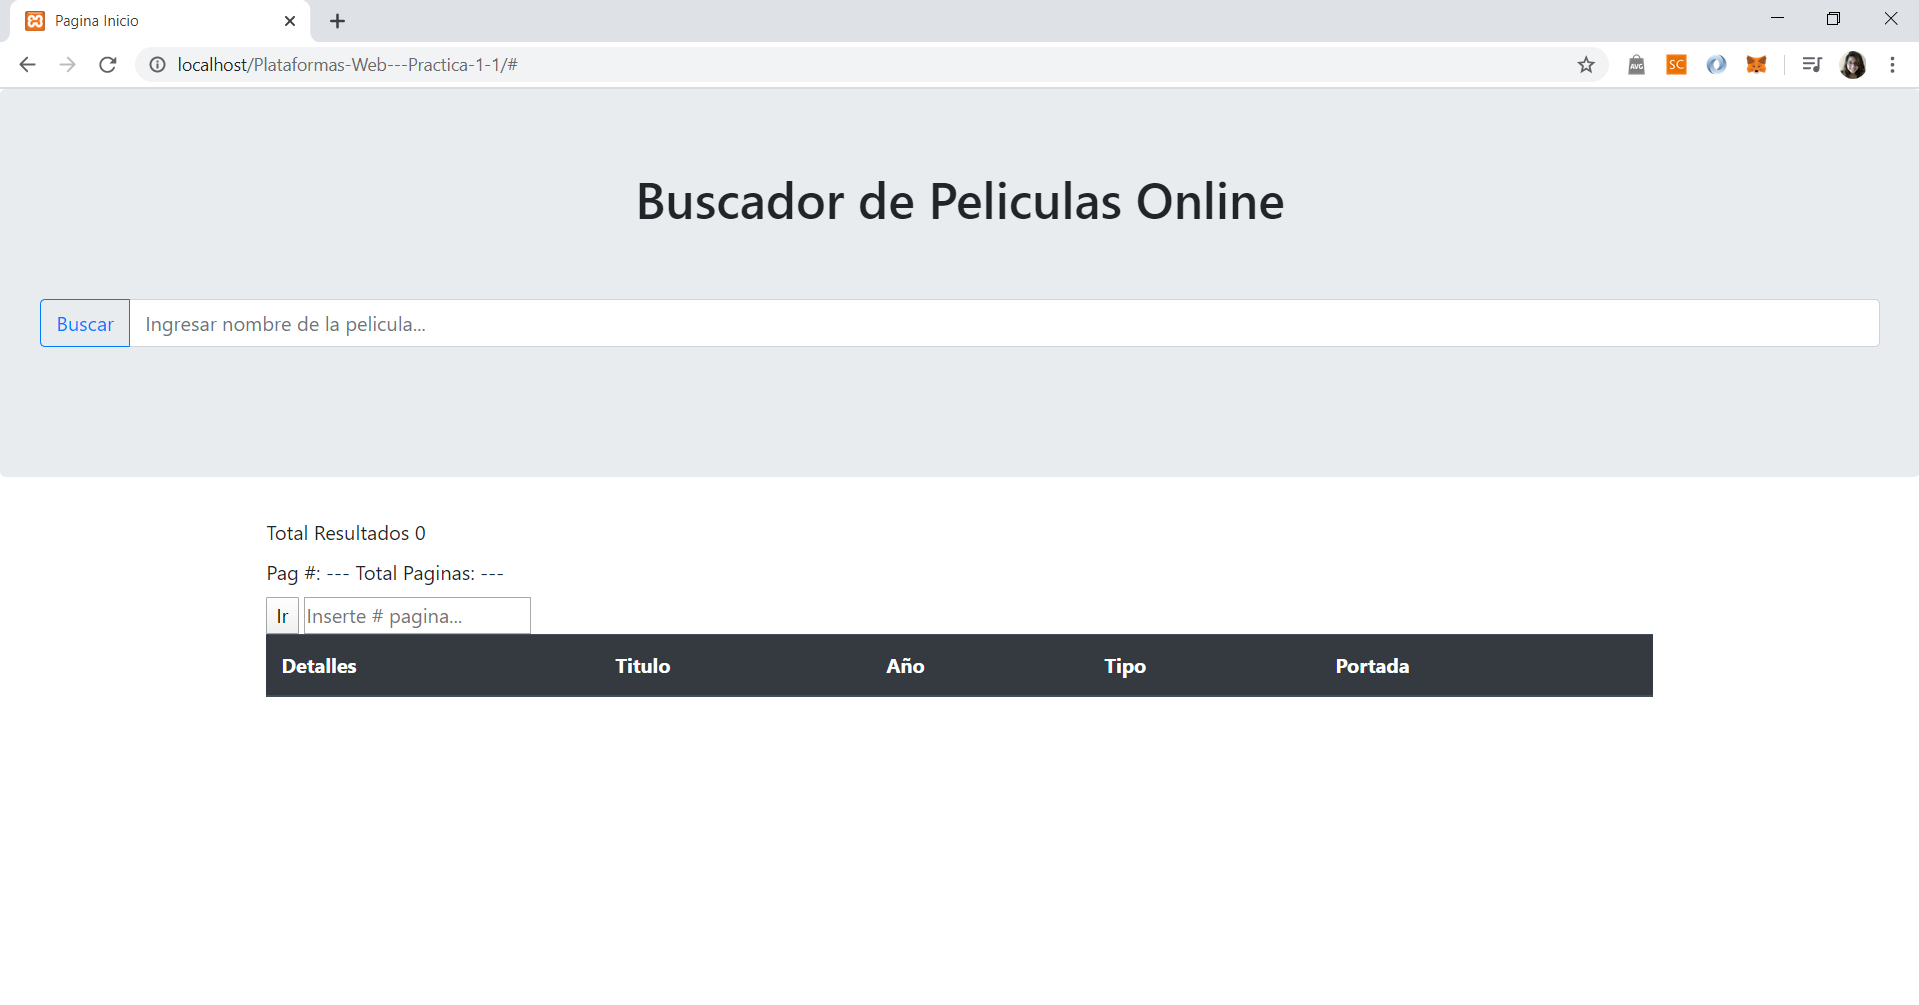 Pagina Inicio
localhost/Plataformas-Web---Practica-1-1/#
AVG
SC
Buscador de Peliculas Online
Buscar Ingresar nombre de la pelicula...
Total Resultados 0
Pag #: --- Total Paginas: ---
Ir Inserte # pagina...
Detalles Titulo Año Tipo Portada